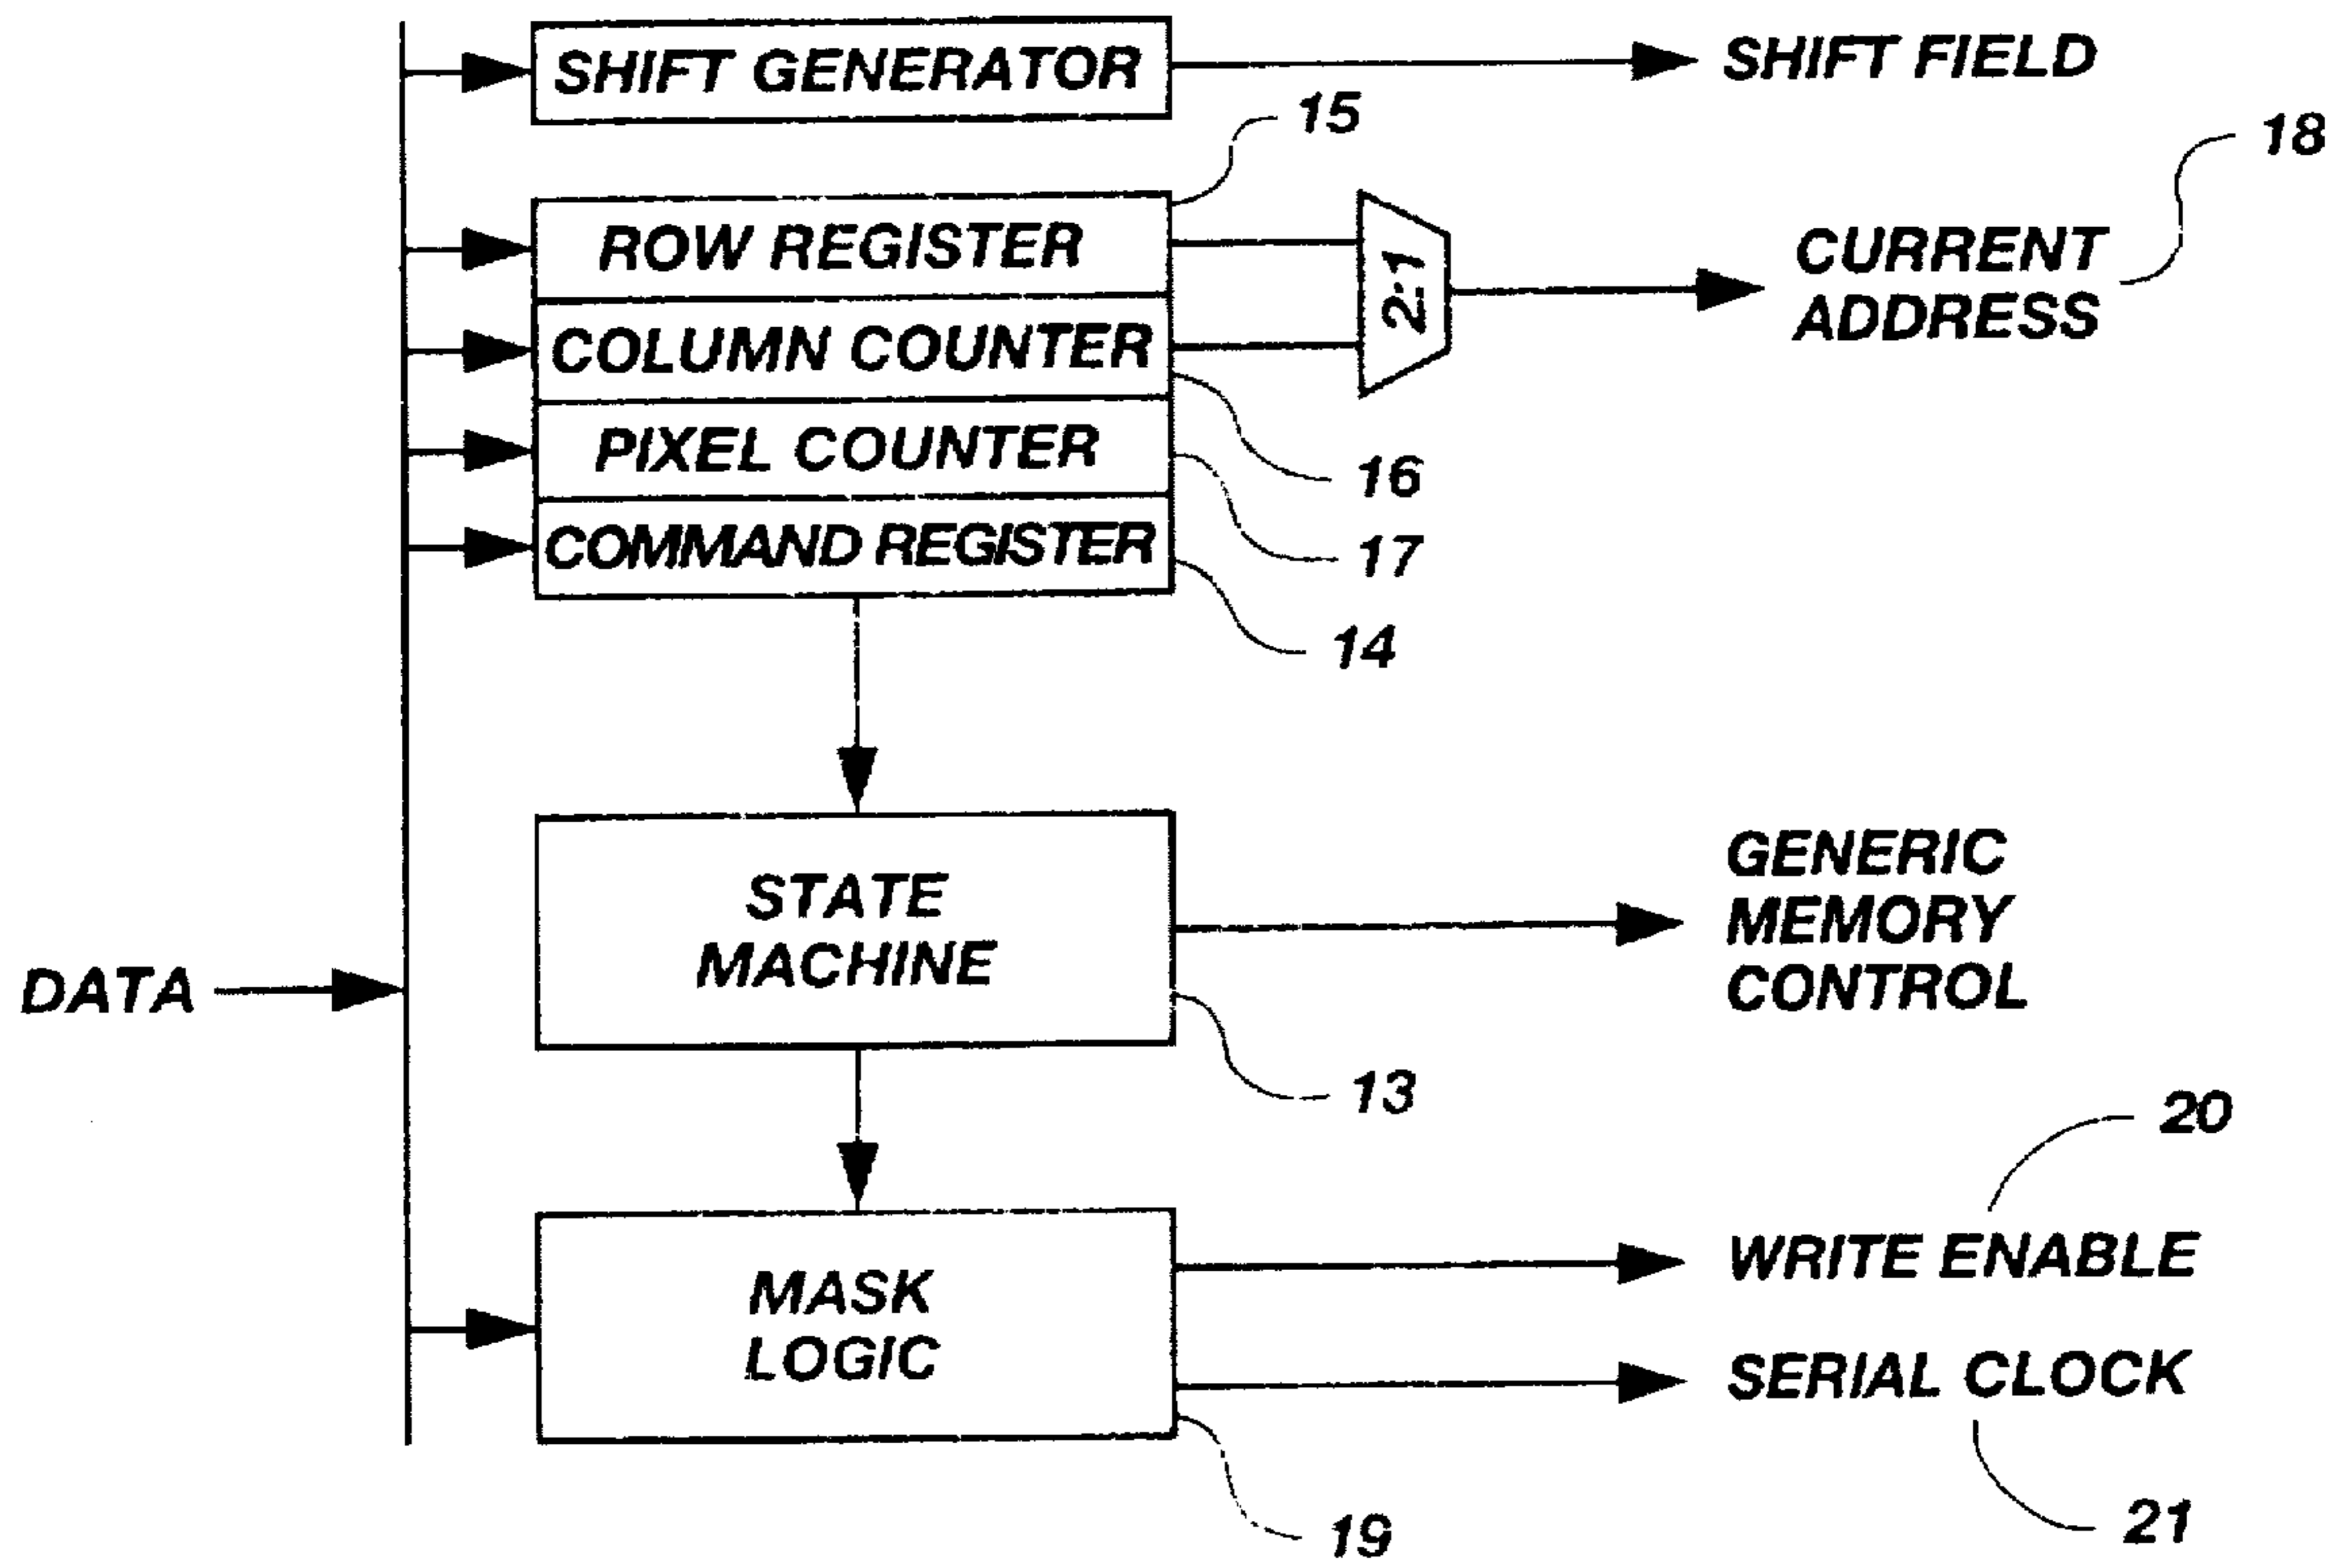 SHIFT GENERATOR
SHIFT FIELD
15
18
ROW REGISTER
2:1
CURRENT
ADDRESS
COLUMN COUNTER
PIXEL COUNTER
16
COMMAND REGISTER
17
14
STATE
MACHINE
GENERIC
MEMORY
CONTROL
DATA
13
20
MASK
LOGIC
WRITE ENABLE
SERIAL CLOCK
19
21